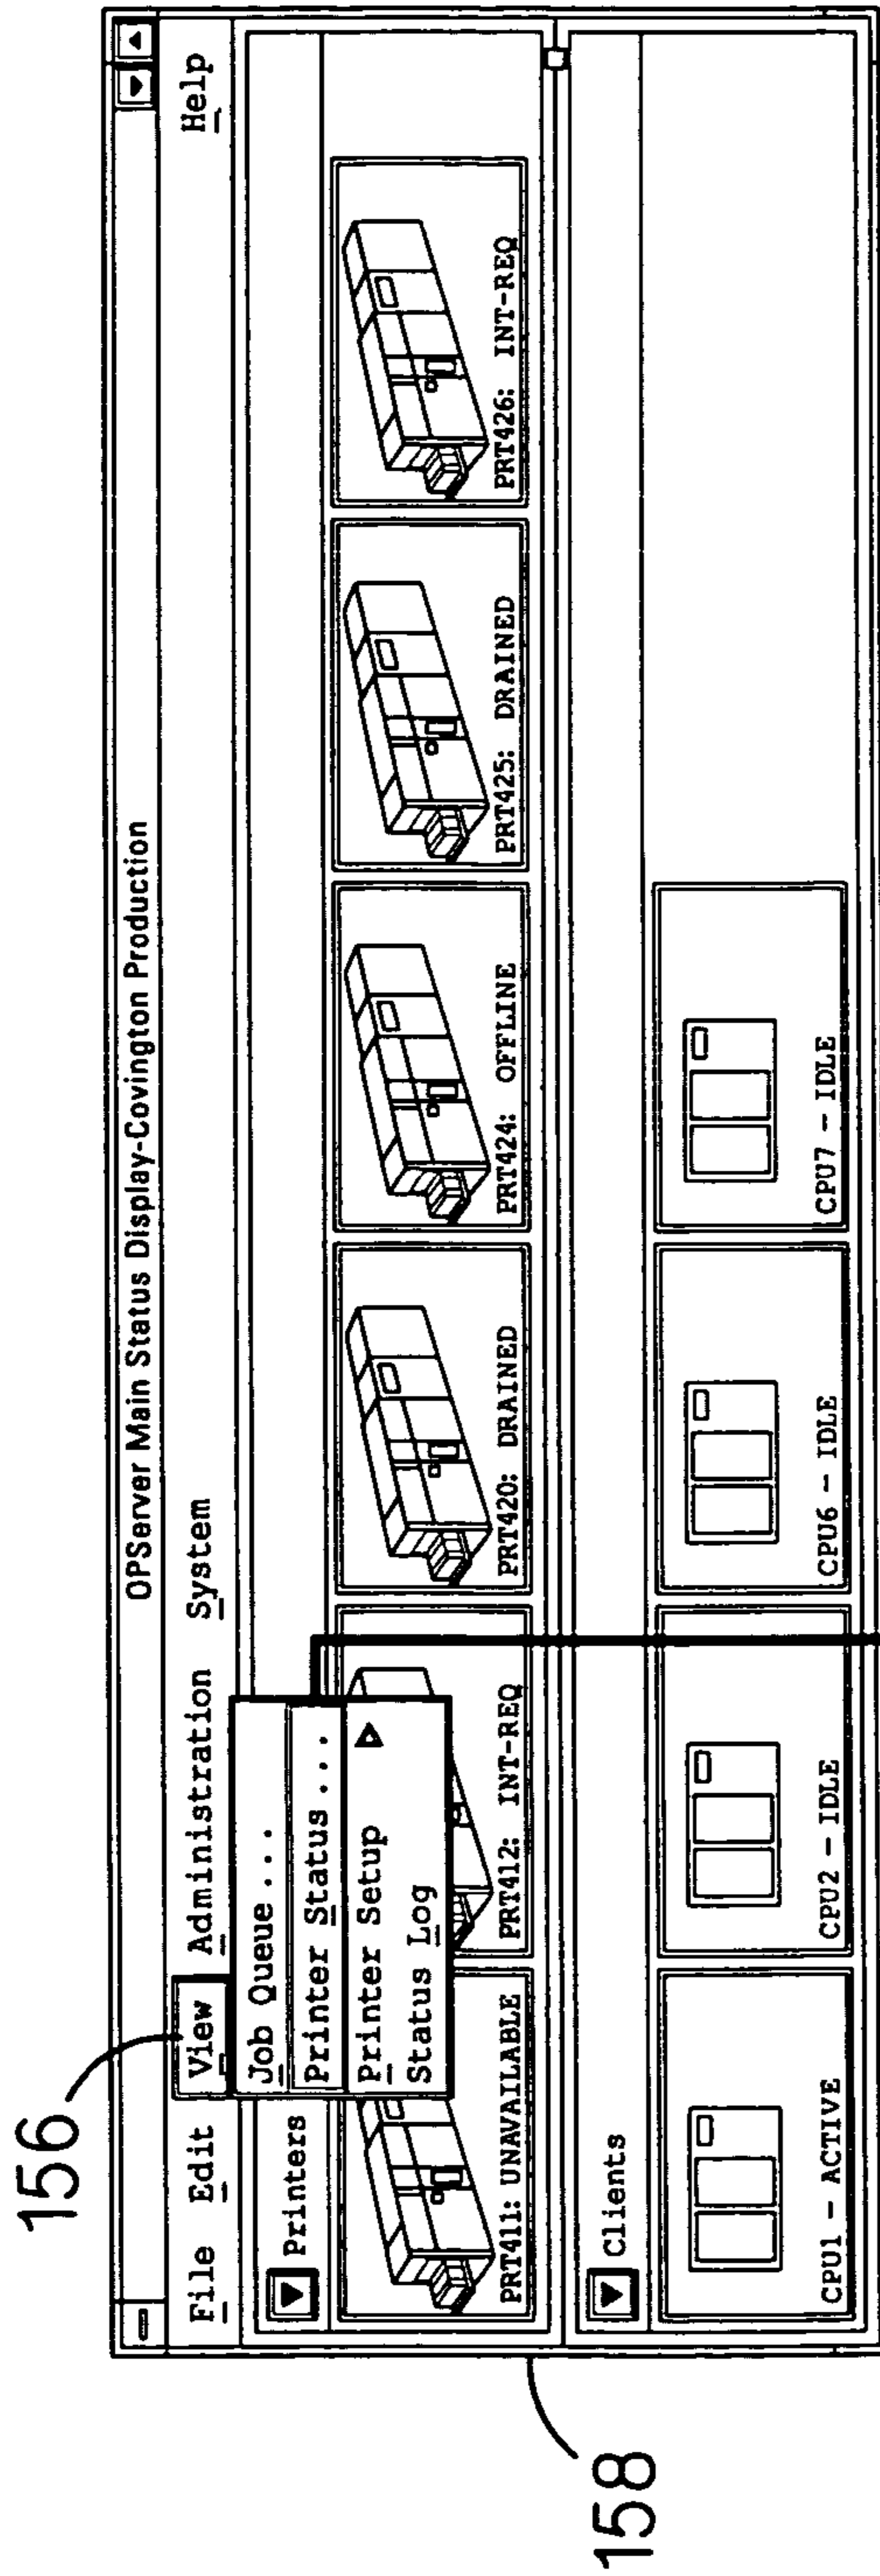 156
OPServer Main Status Display-Covington Production
File Edit View Administration System Help
Job Queue...
Printer Status...
Printer Setup
Status Log
Printers
PRT411: UNAVAILABLE PRT412: INT-REQ PRT420: DRAINED PRT424: OFFLINE PRT425: DRAINED PRT426: INT-REQ
Clients
CPU1 - ACTIVE CPU2 - IDLE CPU6 - IDLE CPU7 - IDLE
158